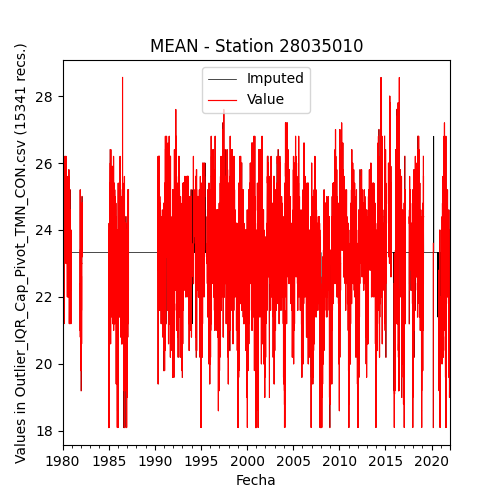 MEAN - Station 28035010
Imputed
Value
Values in Outlier_IQR_Cap_Pivot_TMN_CON.csv (15341 recs.)
28
26
24
22
20
18
1980 1985 1990 1995 2000 2005 2010 2015 2020
Fecha